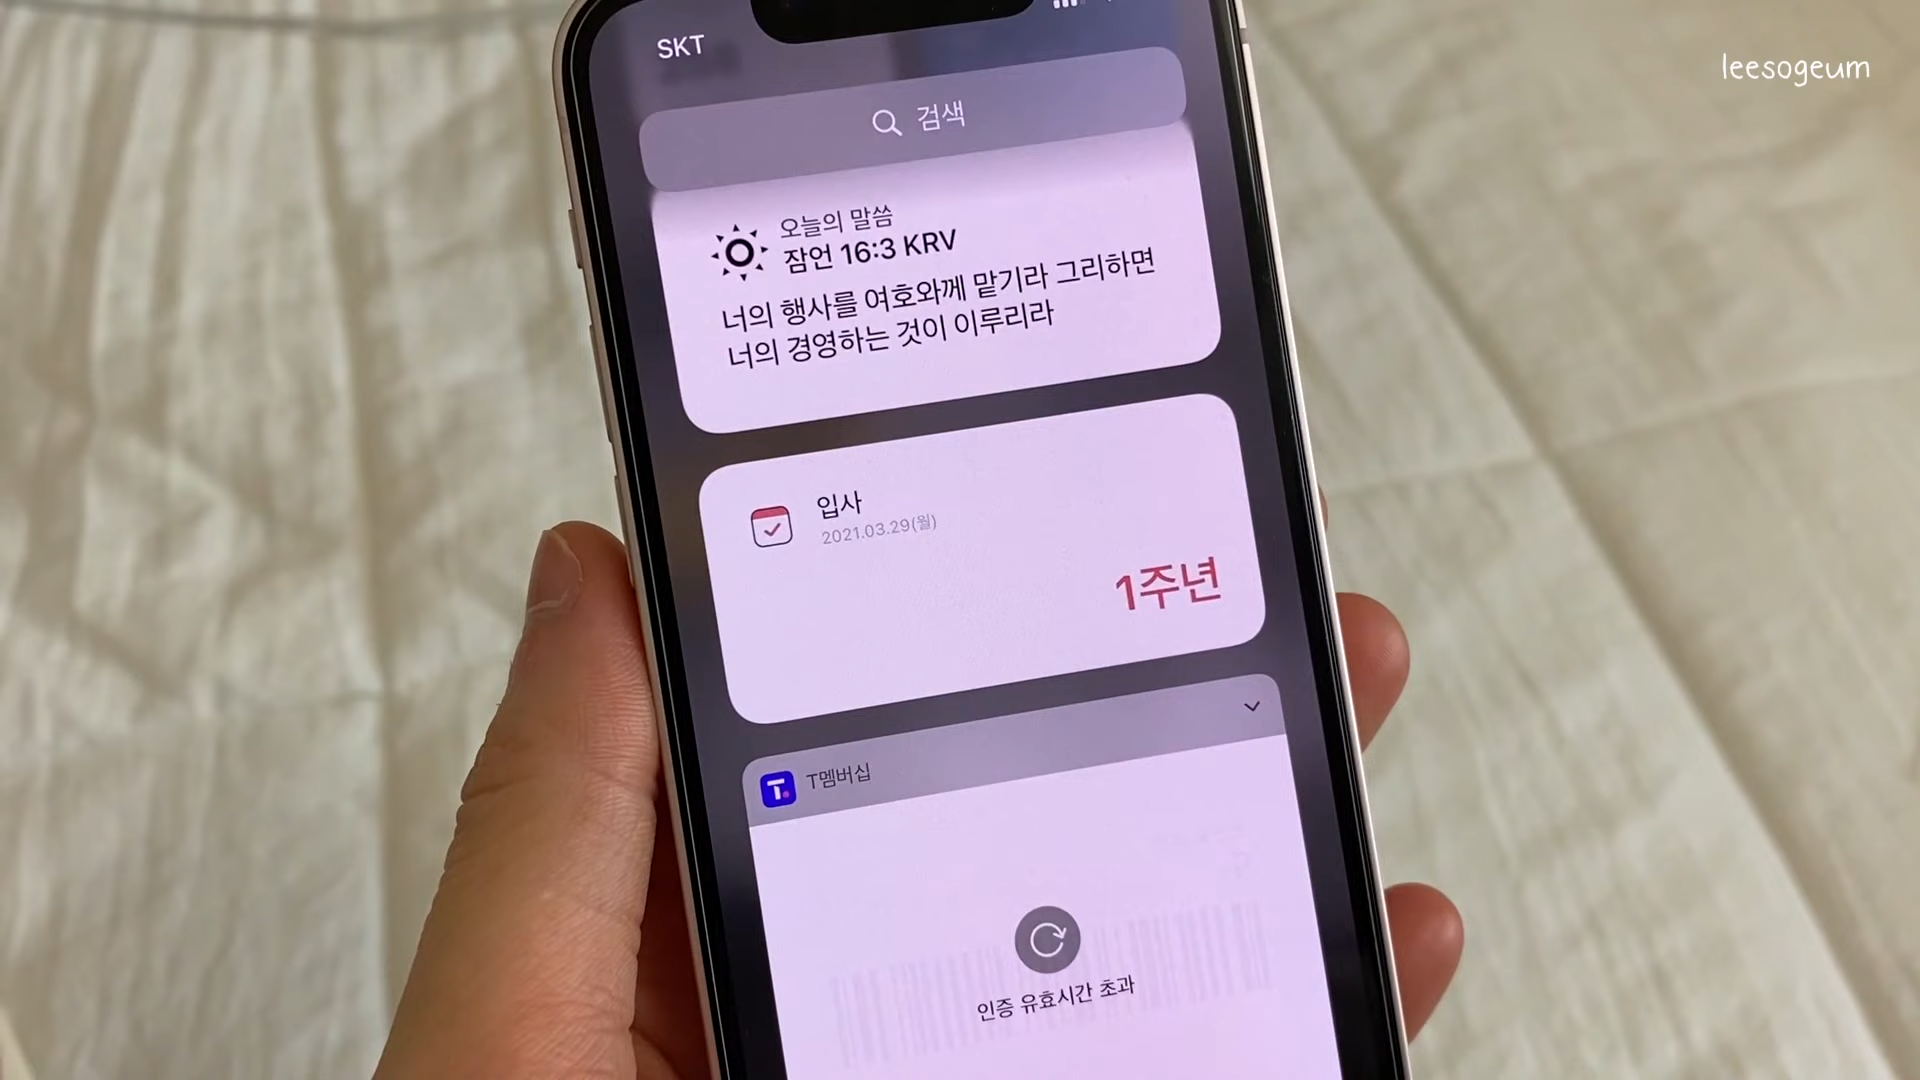 SKT
leesogeum
검색
오늘의 말씀
잠언 16:3 KRV
너의 행사를 여호와께 맡기라 그리하면
너의 경영하는 것이 이루리라
입사
2021.03.29(월)
1주년
T.
T멤버십
인증 유효시간 초과